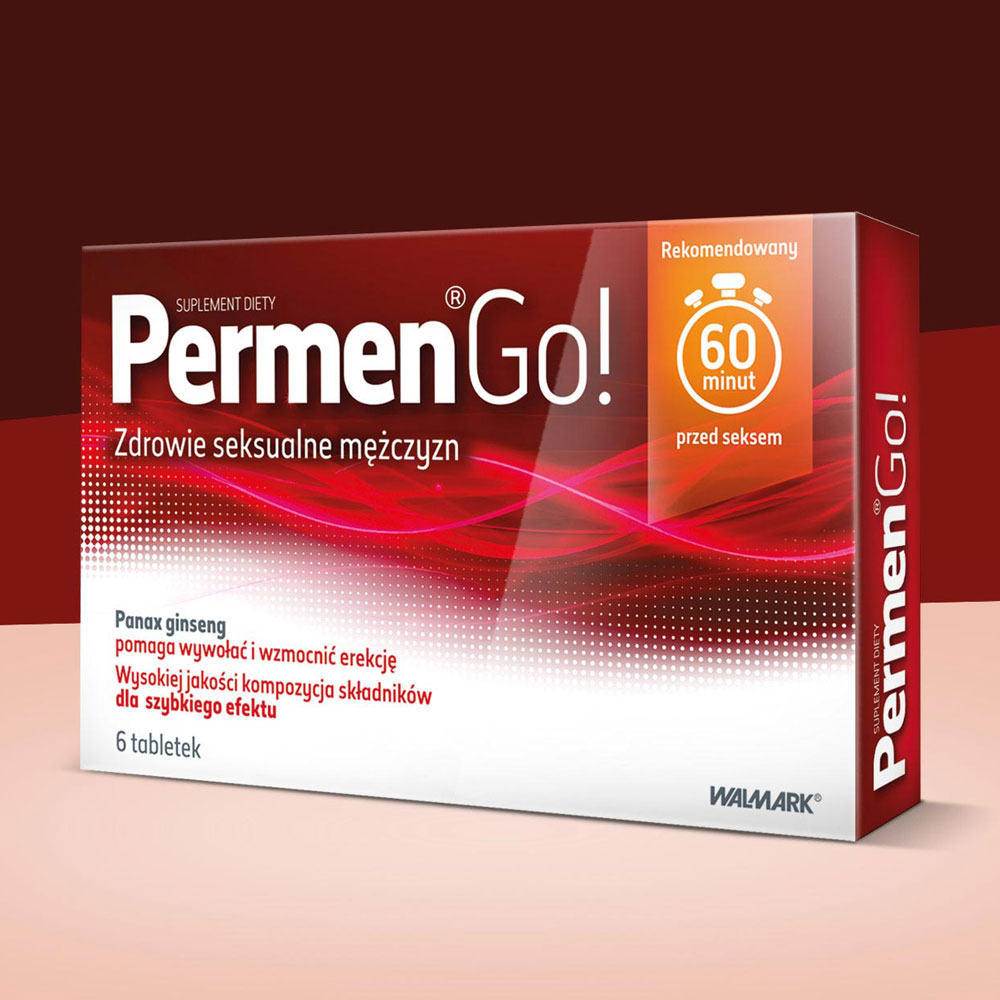 SUPLEMENT DIETY
Permen®Go!
Zdrowie seksualne mężczyzn
Rekomendowany
60
minut
przed seksem
Panax ginseng
pomaga wywołać i wzmocnić erekcję
Wysokiej jakości kompozycja składników
dla szybkiego efektu
6 tabletek
WALMARK®
SUPLEMENT DIETY
Permen®Go!